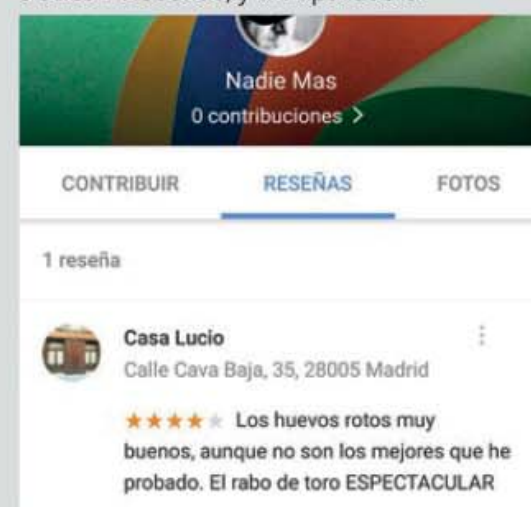 Nadie Mas
0 contribuciones >
CONTRIBUIR RESEÑAS FOTOS
1 reseña
Casa Lucio
Calle Cava Baja, 35, 28005 Madrid
Los huevos rotos muy
buenos, aunque no son los mejores que he
probado. El rabo de toro ESPECTACULAR